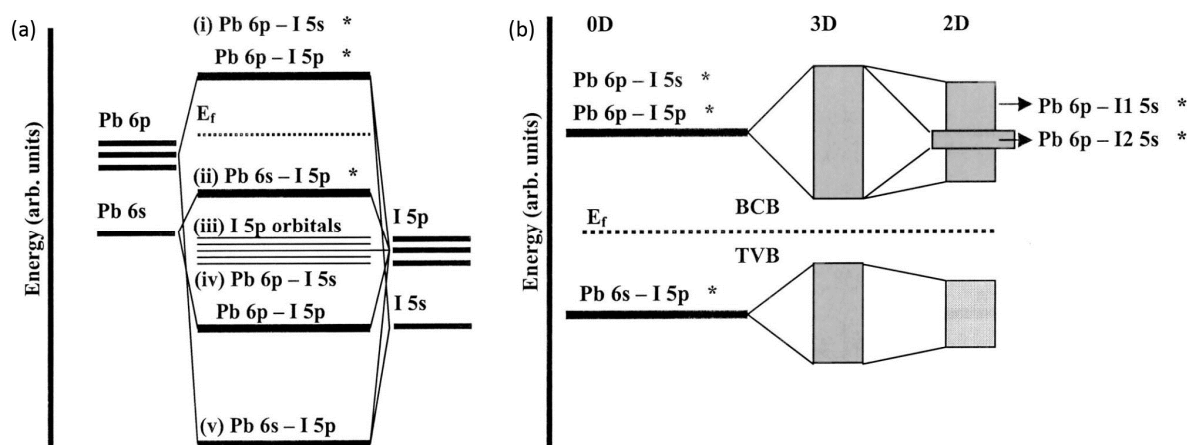 (a)
(i) Pb 6p – I 5s *
Pb 6p – I 5p *
Ef
Pb 6p
(ii) Pb 6s – I 5p *
Pb 6s
(iii) I 5p orbitals
I 5p
(iv) Pb 6p – I 5s
Pb 6p – I 5p
I 5s
(v) Pb 6s – I 5p
Energy (arb. units)
(b)
0D 3D 2D
Pb 6p – I 5s *
Pb 6p – I 5p *
Pb 6p – I1 5s *
Pb 6p – I2 5s *
BCB
Ef
TVB
Pb 6s – I 5p *
Energy (arb. units)